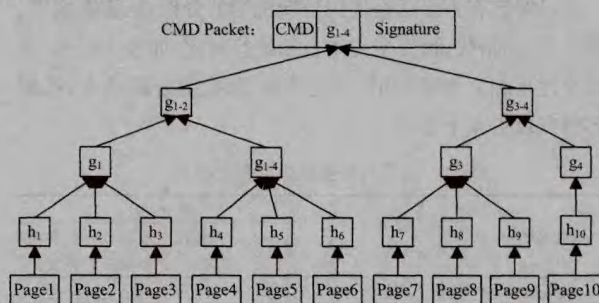 CMD Packet: CMD g₁₋₄ Signature
g₁₋₂ g₃₋₄
g₁ g₁₋₄ g₃ g₄
h₁ h₂ h₃ h₄ h₅ h₆ h₇ h₈ h₉ h₁₀
Page1 Page2 Page3 Page4 Page5 Page6 Page7 Page8 Page9 Page10